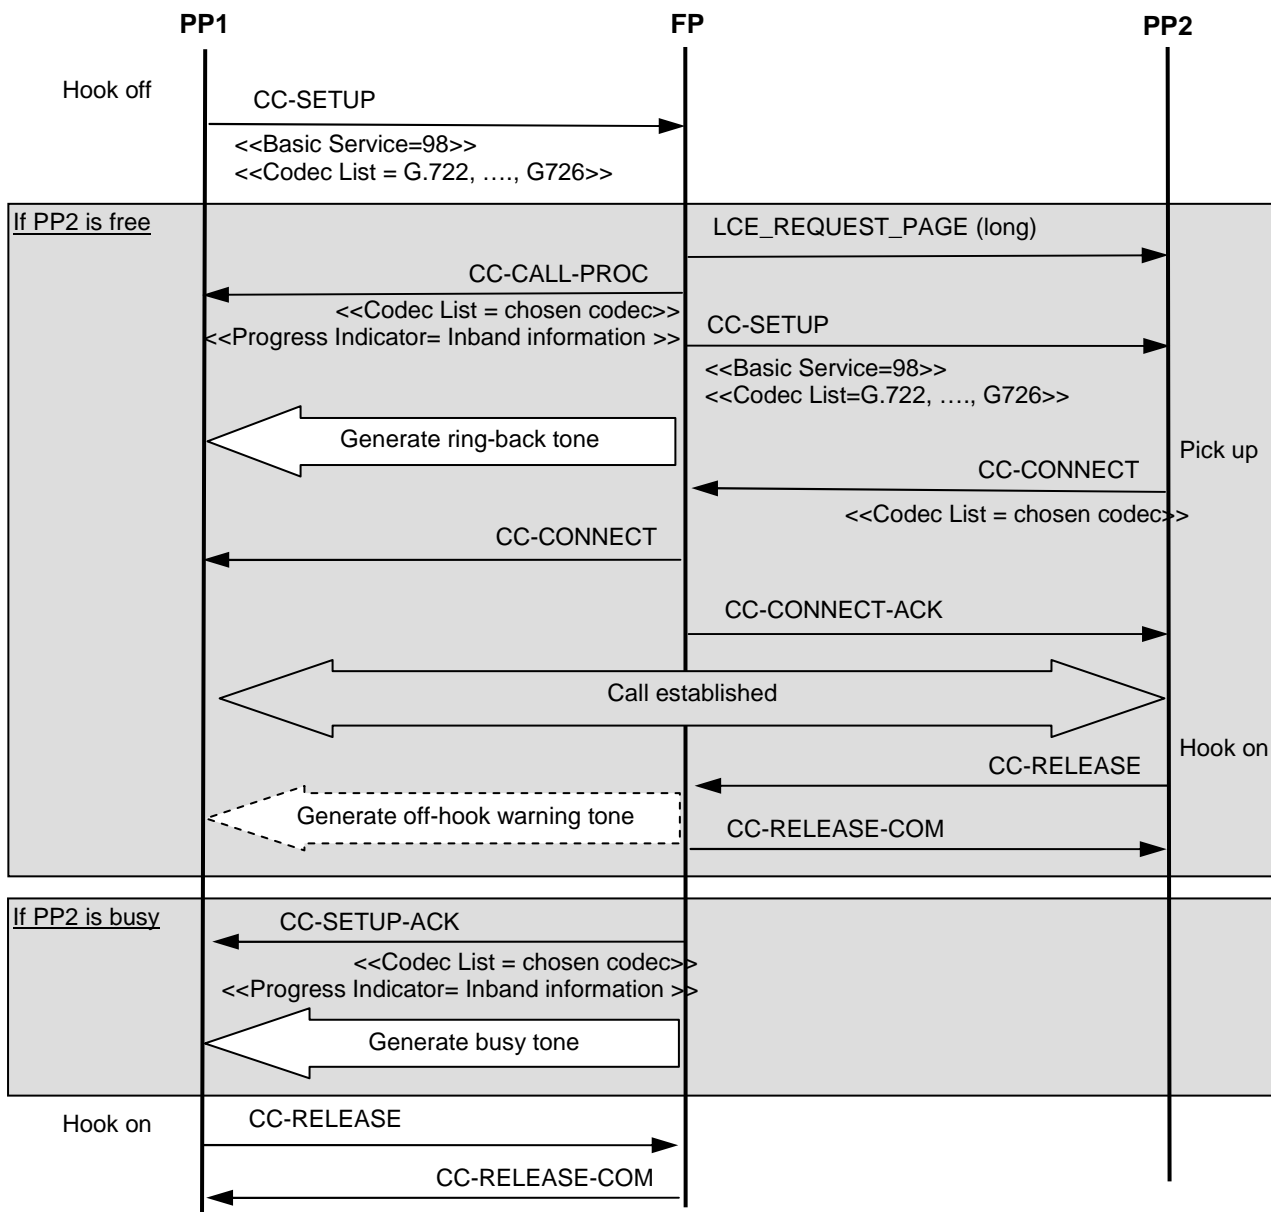 PP1
FP
PP2
Hook off
CC-SETUP
<<Basic Service=98>>
<<Codec List = G.722, …., G726>>
If PP2 is free
LCE_REQUEST_PAGE (long)
CC-CALL-PROC
<<Codec List = chosen codec>>
<<Progress Indicator= Inband information >>
CC-SETUP
<<Basic Service=98>>
<<Codec List=G.722, …., G726>>
Generate ring-back tone
Pick up
CC-CONNECT
<<Codec List = chosen codec>>
CC-CONNECT
CC-CONNECT-ACK
Call established
Hook on
CC-RELEASE
Generate off-hook warning tone
CC-RELEASE-COM
If PP2 is busy
CC-SETUP-ACK
<<Codec List = chosen codec>>
<<Progress Indicator= Inband information >>
Generate busy tone
Hook on
CC-RELEASE
CC-RELEASE-COM